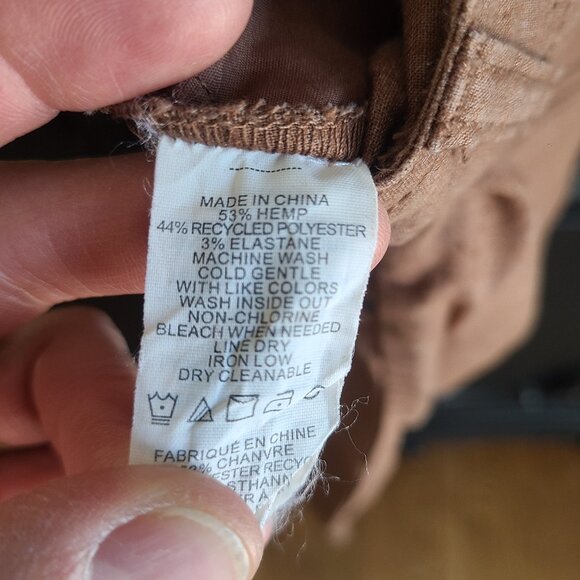 MADE IN CHINA
53% HEMP
44% RECYCLED POLYESTER
3% ELASTANE
MACHINE WASH
COLD GENTLE
WITH LIKE COLORS
WASH INSIDE OUT
NON-CHLORINE
BLEACH WHEN NEEDED
LINE DRY
IRON LOW
DRY CLEANABLE
FABRIQUÉ EN CHINE
CHANVRE